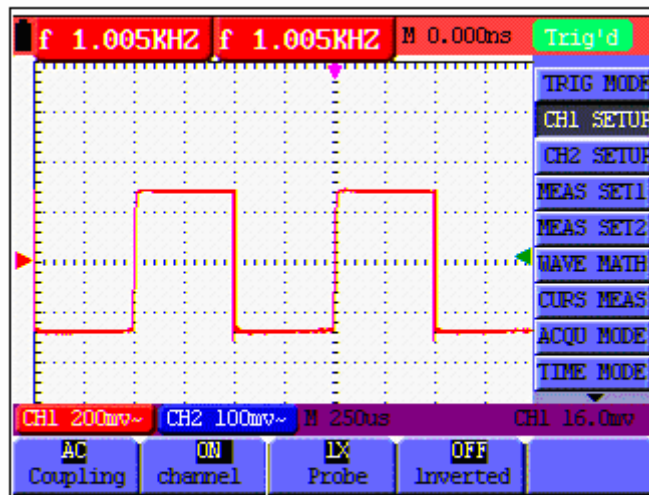 f 1.005KHZ f 1.005KHZ M 0.000ns Trig'd
TRIG MODE
CH1 SETUP
CH2 SETUP
MEAS SET1
MEAS SET2
WAVE MATH
CURS MEAS
ACQU MODE
TIME MODE
CH1 200mv~ CH2 100mv~ M 250us CH1 16.0mv
AC ON 1X OFF
Coupling channel Probe Inverted